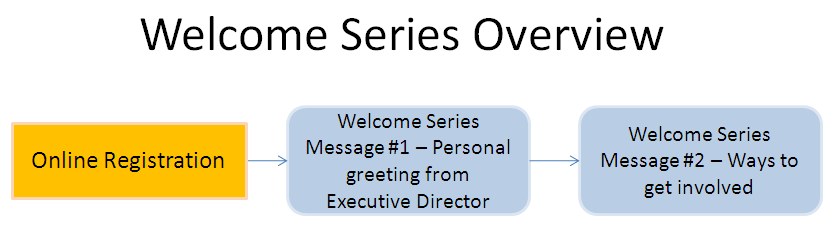 Welcome Series Overview
Online Registration
Welcome Series
Message #1 – Personal
greeting from
Executive Director
Welcome Series
Message #2 – Ways to
get involved